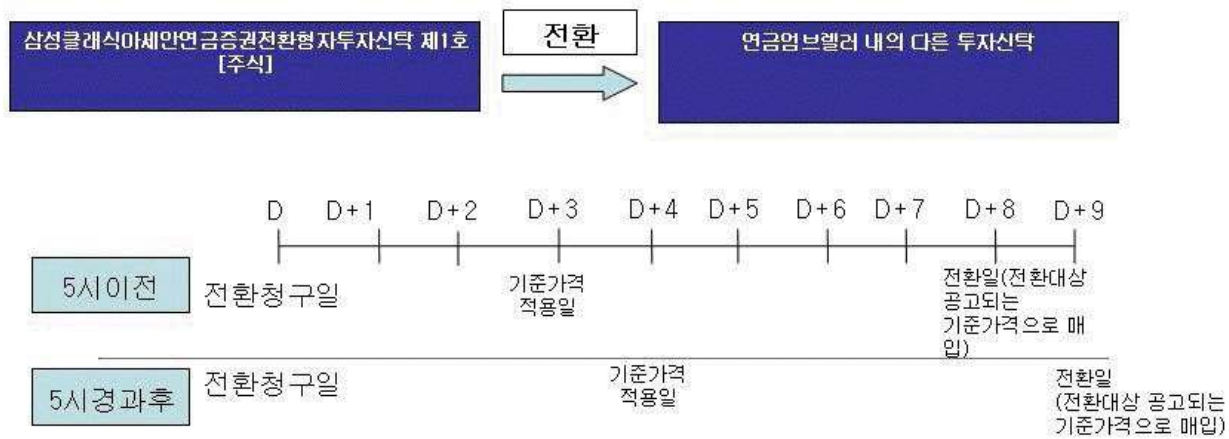 삼성클래식아세안연금증권전환형자투자신탁 제1호
[주식]
전환
연금엄브렐러 내의 다른 투자신탁
D D+1 D+2 D+3 D+4 D+5 D+6 D+7 D+8 D+9
5시이전
전환청구일
기준가격
적용일
전환일(전환대상
공고되는
기준가격으로 매
입)
5시경과후
전환청구일
기준가격
적용일
전환일
(전환대상 공고되는
기준가격으로 매입)